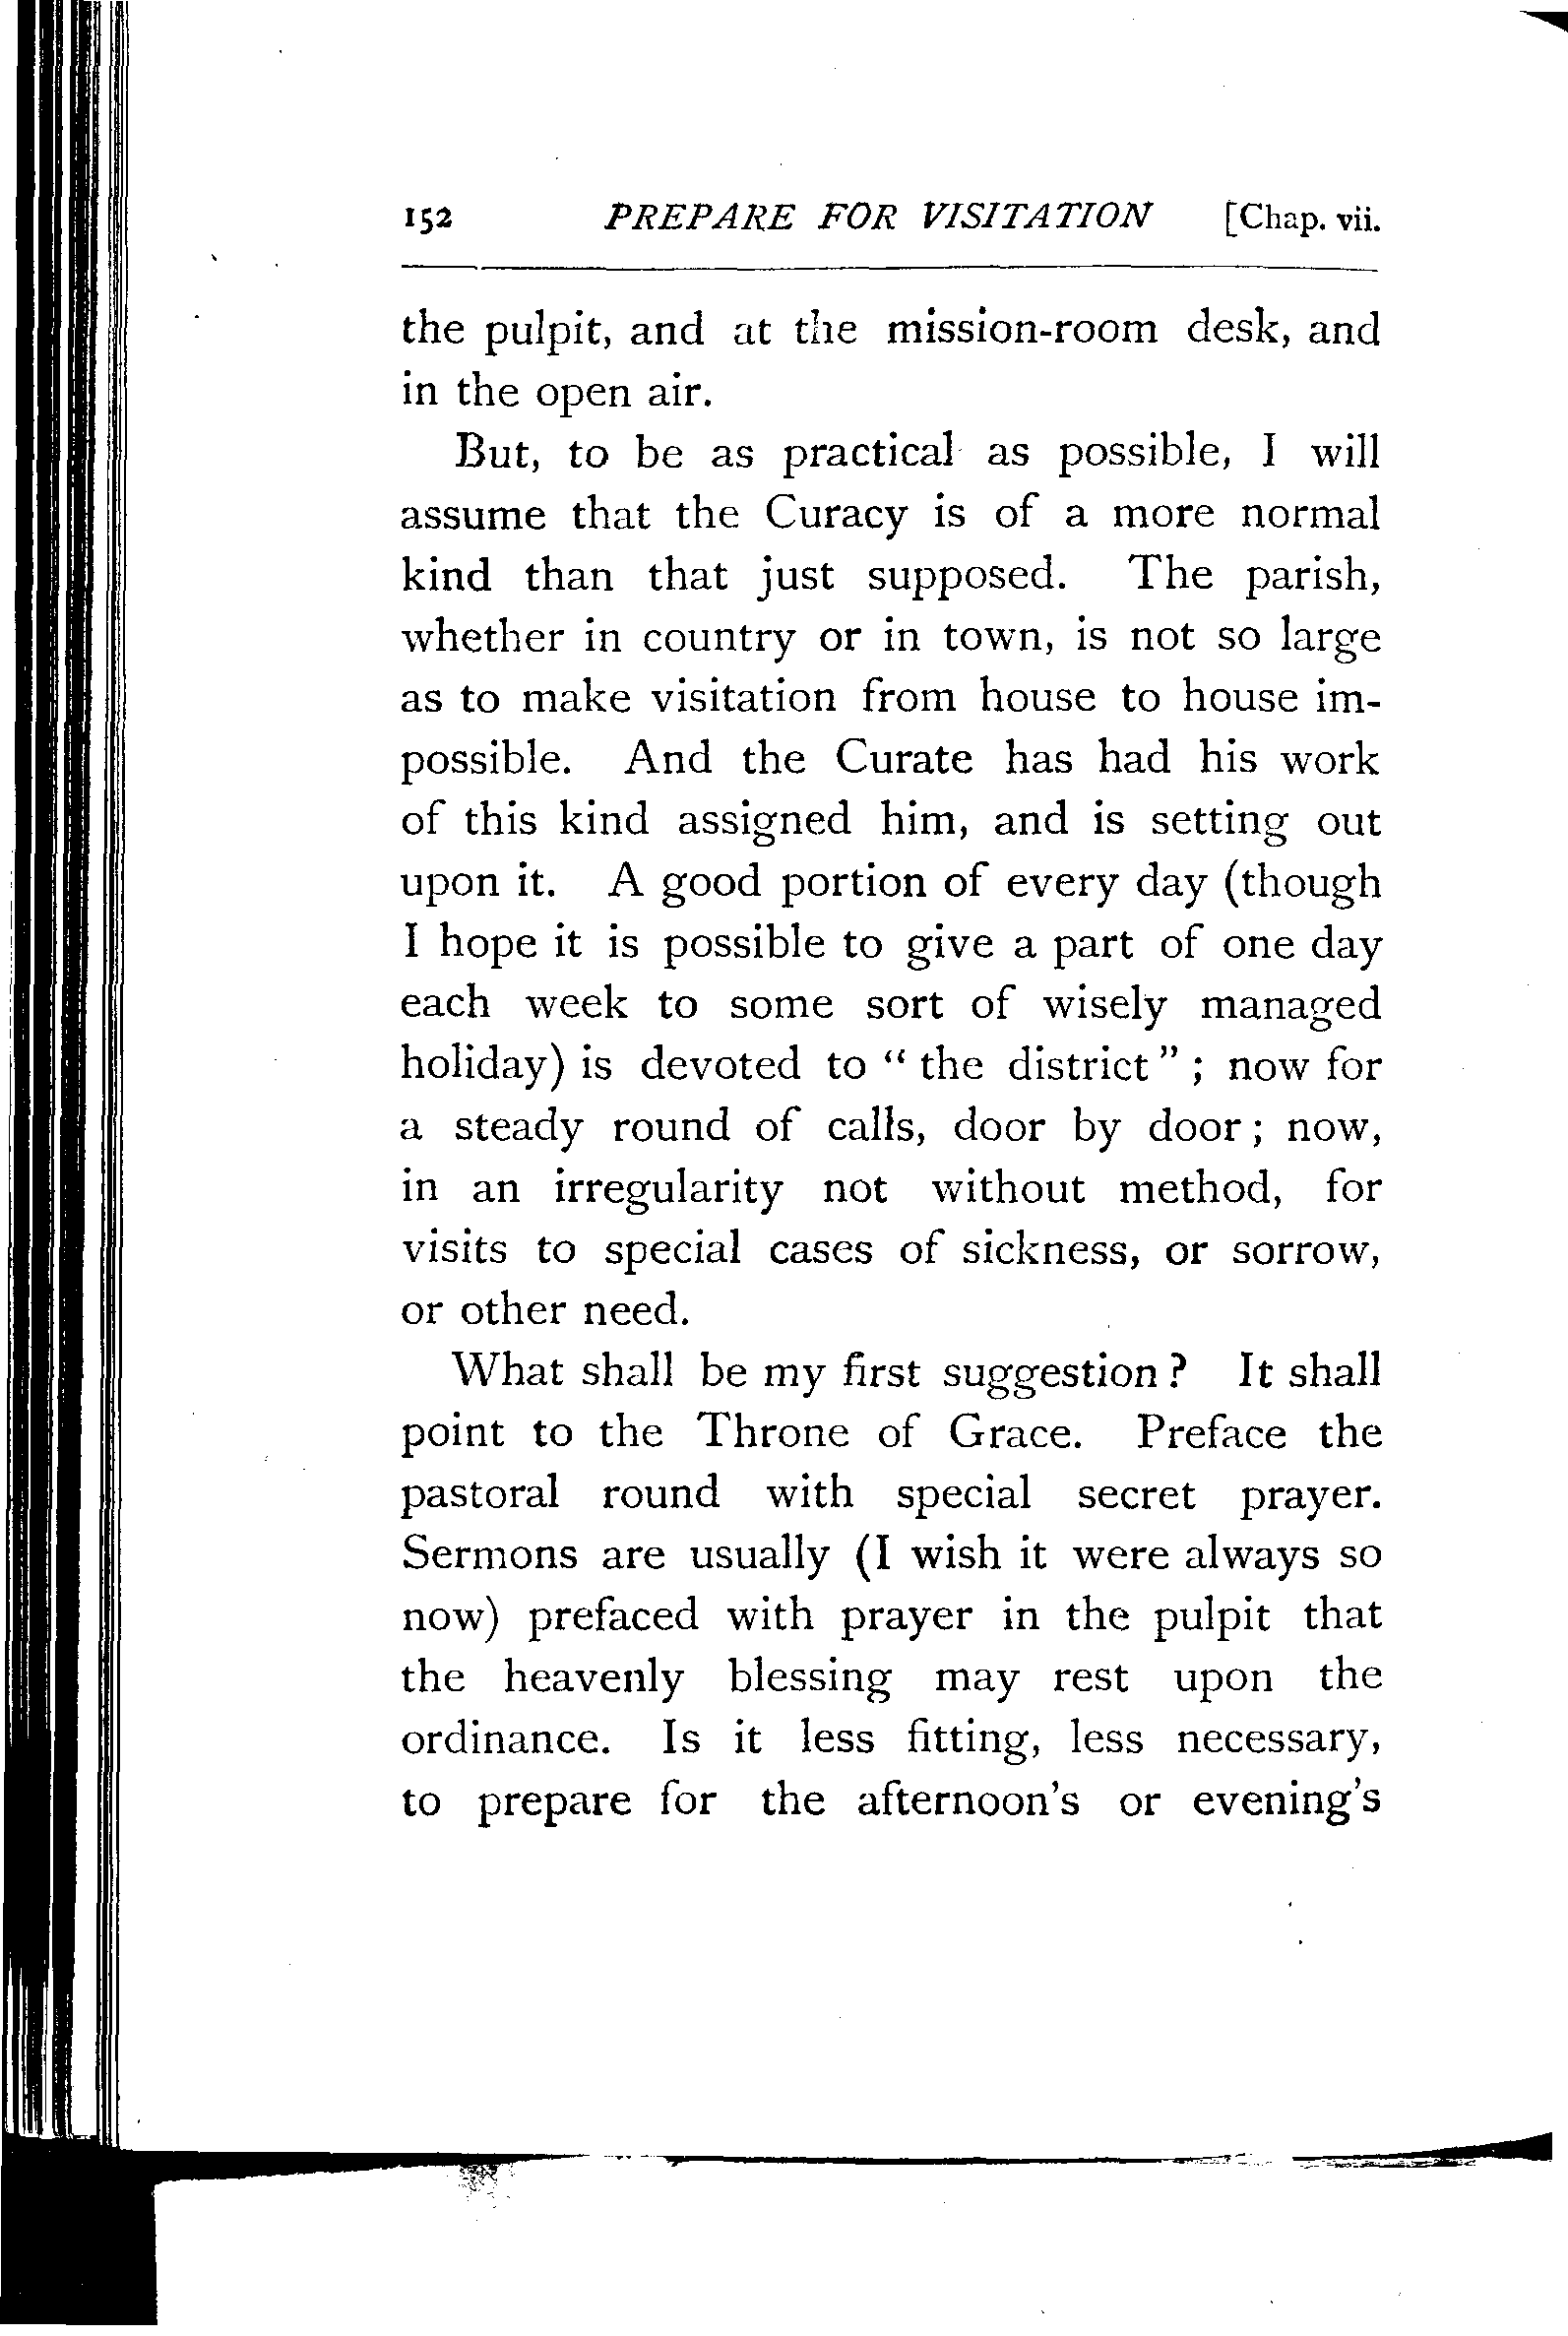 152 PREPARE FOR VISITATION [Chap. vii.
the pulpit, and at the mission-room desk, and
in the open air.
But, to be as practical as possible, I will
assume that the Curacy is of a more normal
kind than that just supposed. The parish,
whether in country or in town, is not so large
as to make visitation from house to house im-
possible. And the Curate has had his work
of this kind assigned him, and is setting out
upon it. A good portion of every day (though
I hope it is possible to give a part of one day
each week to some sort of wisely managed
holiday) is devoted to “ the district ” ; now for
a steady round of calls, door by door ; now,
in an irregularity not without method, for
visits to special cases of sickness, or sorrow,
or other need.
What shall be my first suggestion ? It shall
point to the Throne of Grace. Preface the
pastoral round with special secret prayer.
Sermons are usually (I wish it were always so
now) prefaced with prayer in the pulpit that
the heavenly blessing may rest upon the
ordinance. Is it less fitting, less necessary,
to prepare for the afternoon's or evening's